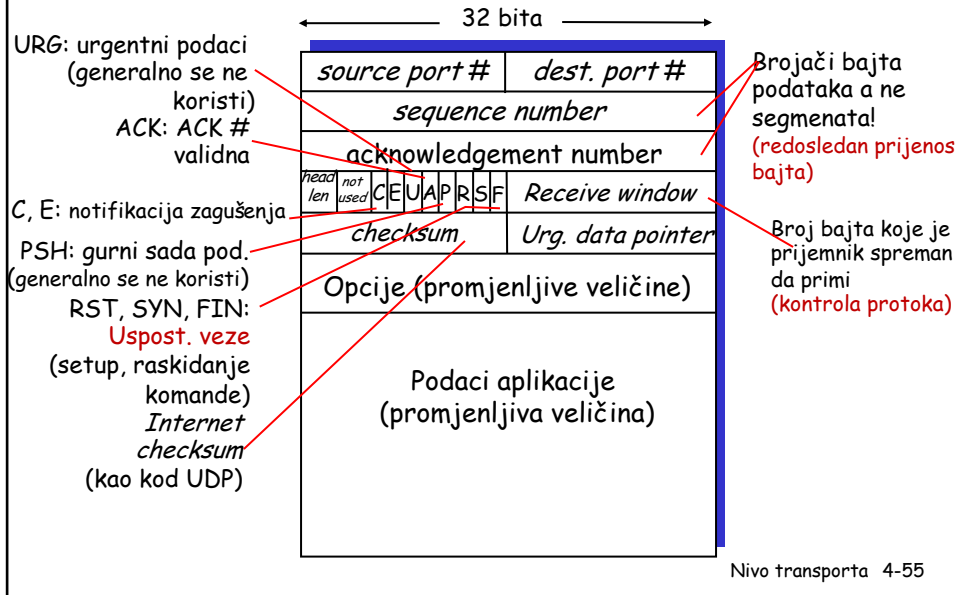 32 bita
URG: urgentni podaci
(generalno se ne
koristi)
ACK: ACK #
validna
C, E: notifikacija zagušenja
PSH: gurni sada pod.
(generalno se ne koristi)
RST, SYN, FIN:
Uspost. veze
(setup, raskidanje
komande)
Internet
checksum
(kao kod UDP)
source port # dest. port #
sequence number
acknowledgement number
head
len
not
used
C E U A P R S F Receive window
checksum Urg. data pointer
Opcije (promjenljive veličine)
Podaci aplikacije
(promjenljiva veličina)
Brojači bajta
podataka a ne
segmenata!
(redosledan prijenos
bajta)
Broj bajta koje je
prijemnik spreman
da primi
(kontrola protoka)
Nivo transporta 4-55